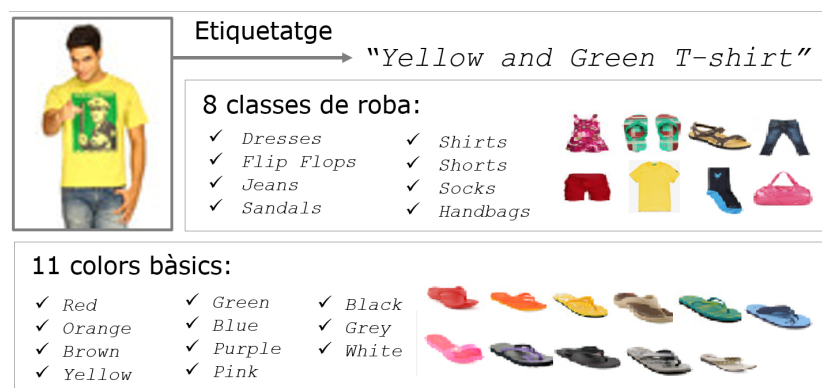 Etiquetatge
“Yellow and Green T-shirt”
8 classes de roba:
✓ Dresses
✓ Flip Flops
✓ Jeans
✓ Sandals
✓ Shirts
✓ Shorts
✓ Socks
✓ Handbags
11 colors bàsics:
✓ Red
✓ Orange
✓ Brown
✓ Yellow
✓ Green
✓ Blue
✓ Purple
✓ Pink
✓ Black
✓ Grey
✓ White